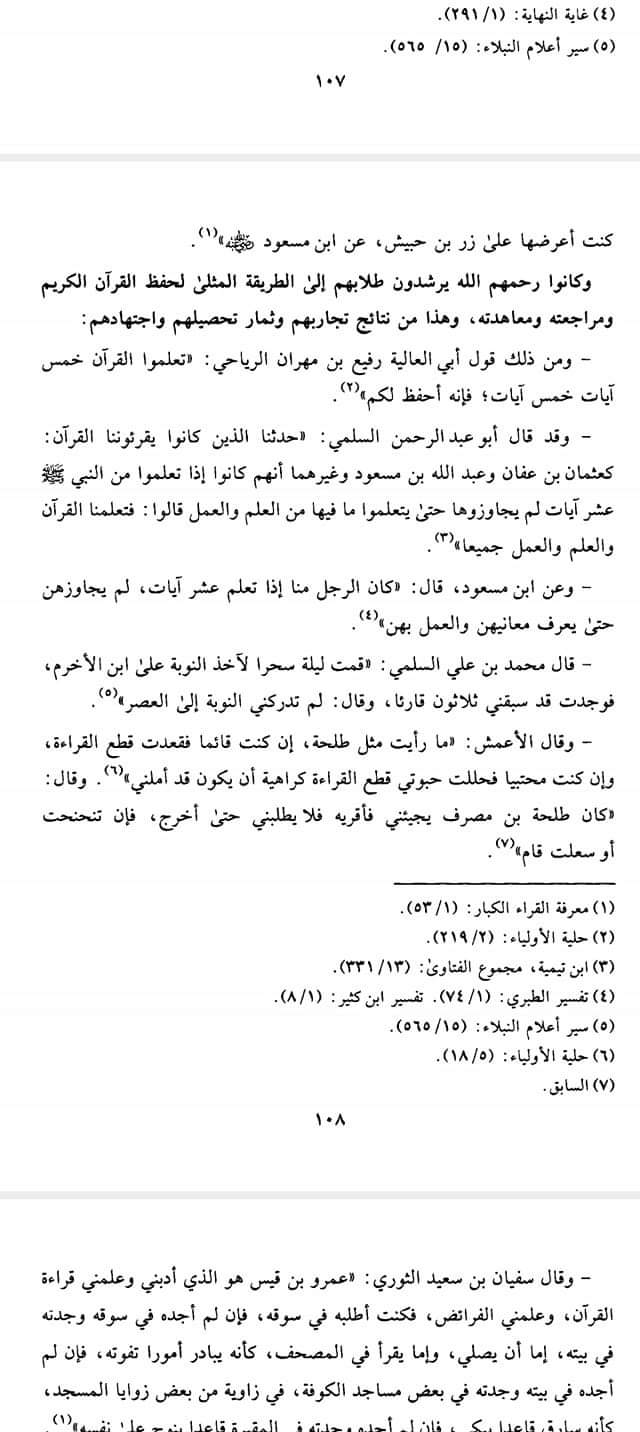 (٤) غاية النهاية: (١/ ٢٩١).
(٥) سير أعلام النبلاء: (١٥/ ٥٦٥).
١٠٧
كنت أعرضها علىٰ زر بن حبيش، عن ابن مسعود ﵁»(١).
وكانوا رحمهم الله يرشدون طلابهم إلىٰ الطريقة المثلىٰ لحفظ القرآن الكريم
ومراجعته ومعاهدته، وهذا من نتائج تجاربهم وثمار تحصيلهم واجتهادهم:
- ومن ذلك قول أبي العالية رفيع بن مهران الرياحي: «تعلموا القرآن خمس
آيات خمس آيات؛ فإنه أحفظ لكم»(٢).
- وقد قال أبو عبد الرحمن السلمي: «حدثنا الذين كانوا يقرئوننا القرآن:
كعثمان بن عفان وعبد الله بن مسعود وغيرهما أنهم كانوا إذا تعلموا من النبي ﷺ
عشر آيات لم يجاوزوها حتىٰ يتعلموا ما فيها من العلم والعمل قالوا: فتعلمنا القرآن
والعلم والعمل جميعا»(٣).
- وعن ابن مسعود، قال: «كان الرجل منا إذا تعلم عشر آيات، لم يجاوزهن
حتىٰ يعرف معانيهن والعمل بهن»(٤).
- قال محمد بن علي السلمي: «قمت ليلة سحرا لآخذ النوبة علىٰ ابن الأخرم،
فوجدت قد سبقني ثلاثون قارئا، وقال: لم تدركني النوبة إلىٰ العصر»(٥).
- وقال الأعمش: «ما رأيت مثل طلحة، إن كنت قائما فقعدت قطع القراءة،
وإن كنت محتبيا فحللت حبوتي قطع القراءة كراهية أن يكون قد أملني»(٦). وقال:
«كان طلحة بن مصرف يجيئني فأقريه فلا يطلبني حتىٰ أخرج، فإن تنحنحت
أو سعلت قام»(٧).
(١) معرفة القراء الكبار: (١/ ٥٣).
(٢) حلية الأولياء: (٢/ ٢١٩).
(٣) ابن تيمية، مجموع الفتاوىٰ: (١٣/ ٣٣١).
(٤) تفسير الطبري: (١/ ٧٤). تفسير ابن كثير: (١/ ٨).
(٥) سير أعلام النبلاء: (١٥/ ٥٦٥).
(٦) حلية الأولياء: (٥/ ١٨).
(٧) السابق.
١٠٨
- وقال سفيان بن سعيد الثوري: «عمرو بن قيس هو الذي أدبني وعلمني قراءة
القرآن، وعلمني الفرائض، فكنت أطلبه في سوقه، فإن لم أجده في سوقه وجدته
في بيته، إما أن يصلي، وإما يقرأ في المصحف، كأنه يبادر أمورا تفوته، فإن لم
أجده في بيته وجدته في بعض مساجد الكوفة، في زاوية من بعض زوايا المسجد،
كأنه سارق قاعدا يبكي، فإن لم أجده وجدته في المقبرة قاعدا ينوح علىٰ نفسه»(١).